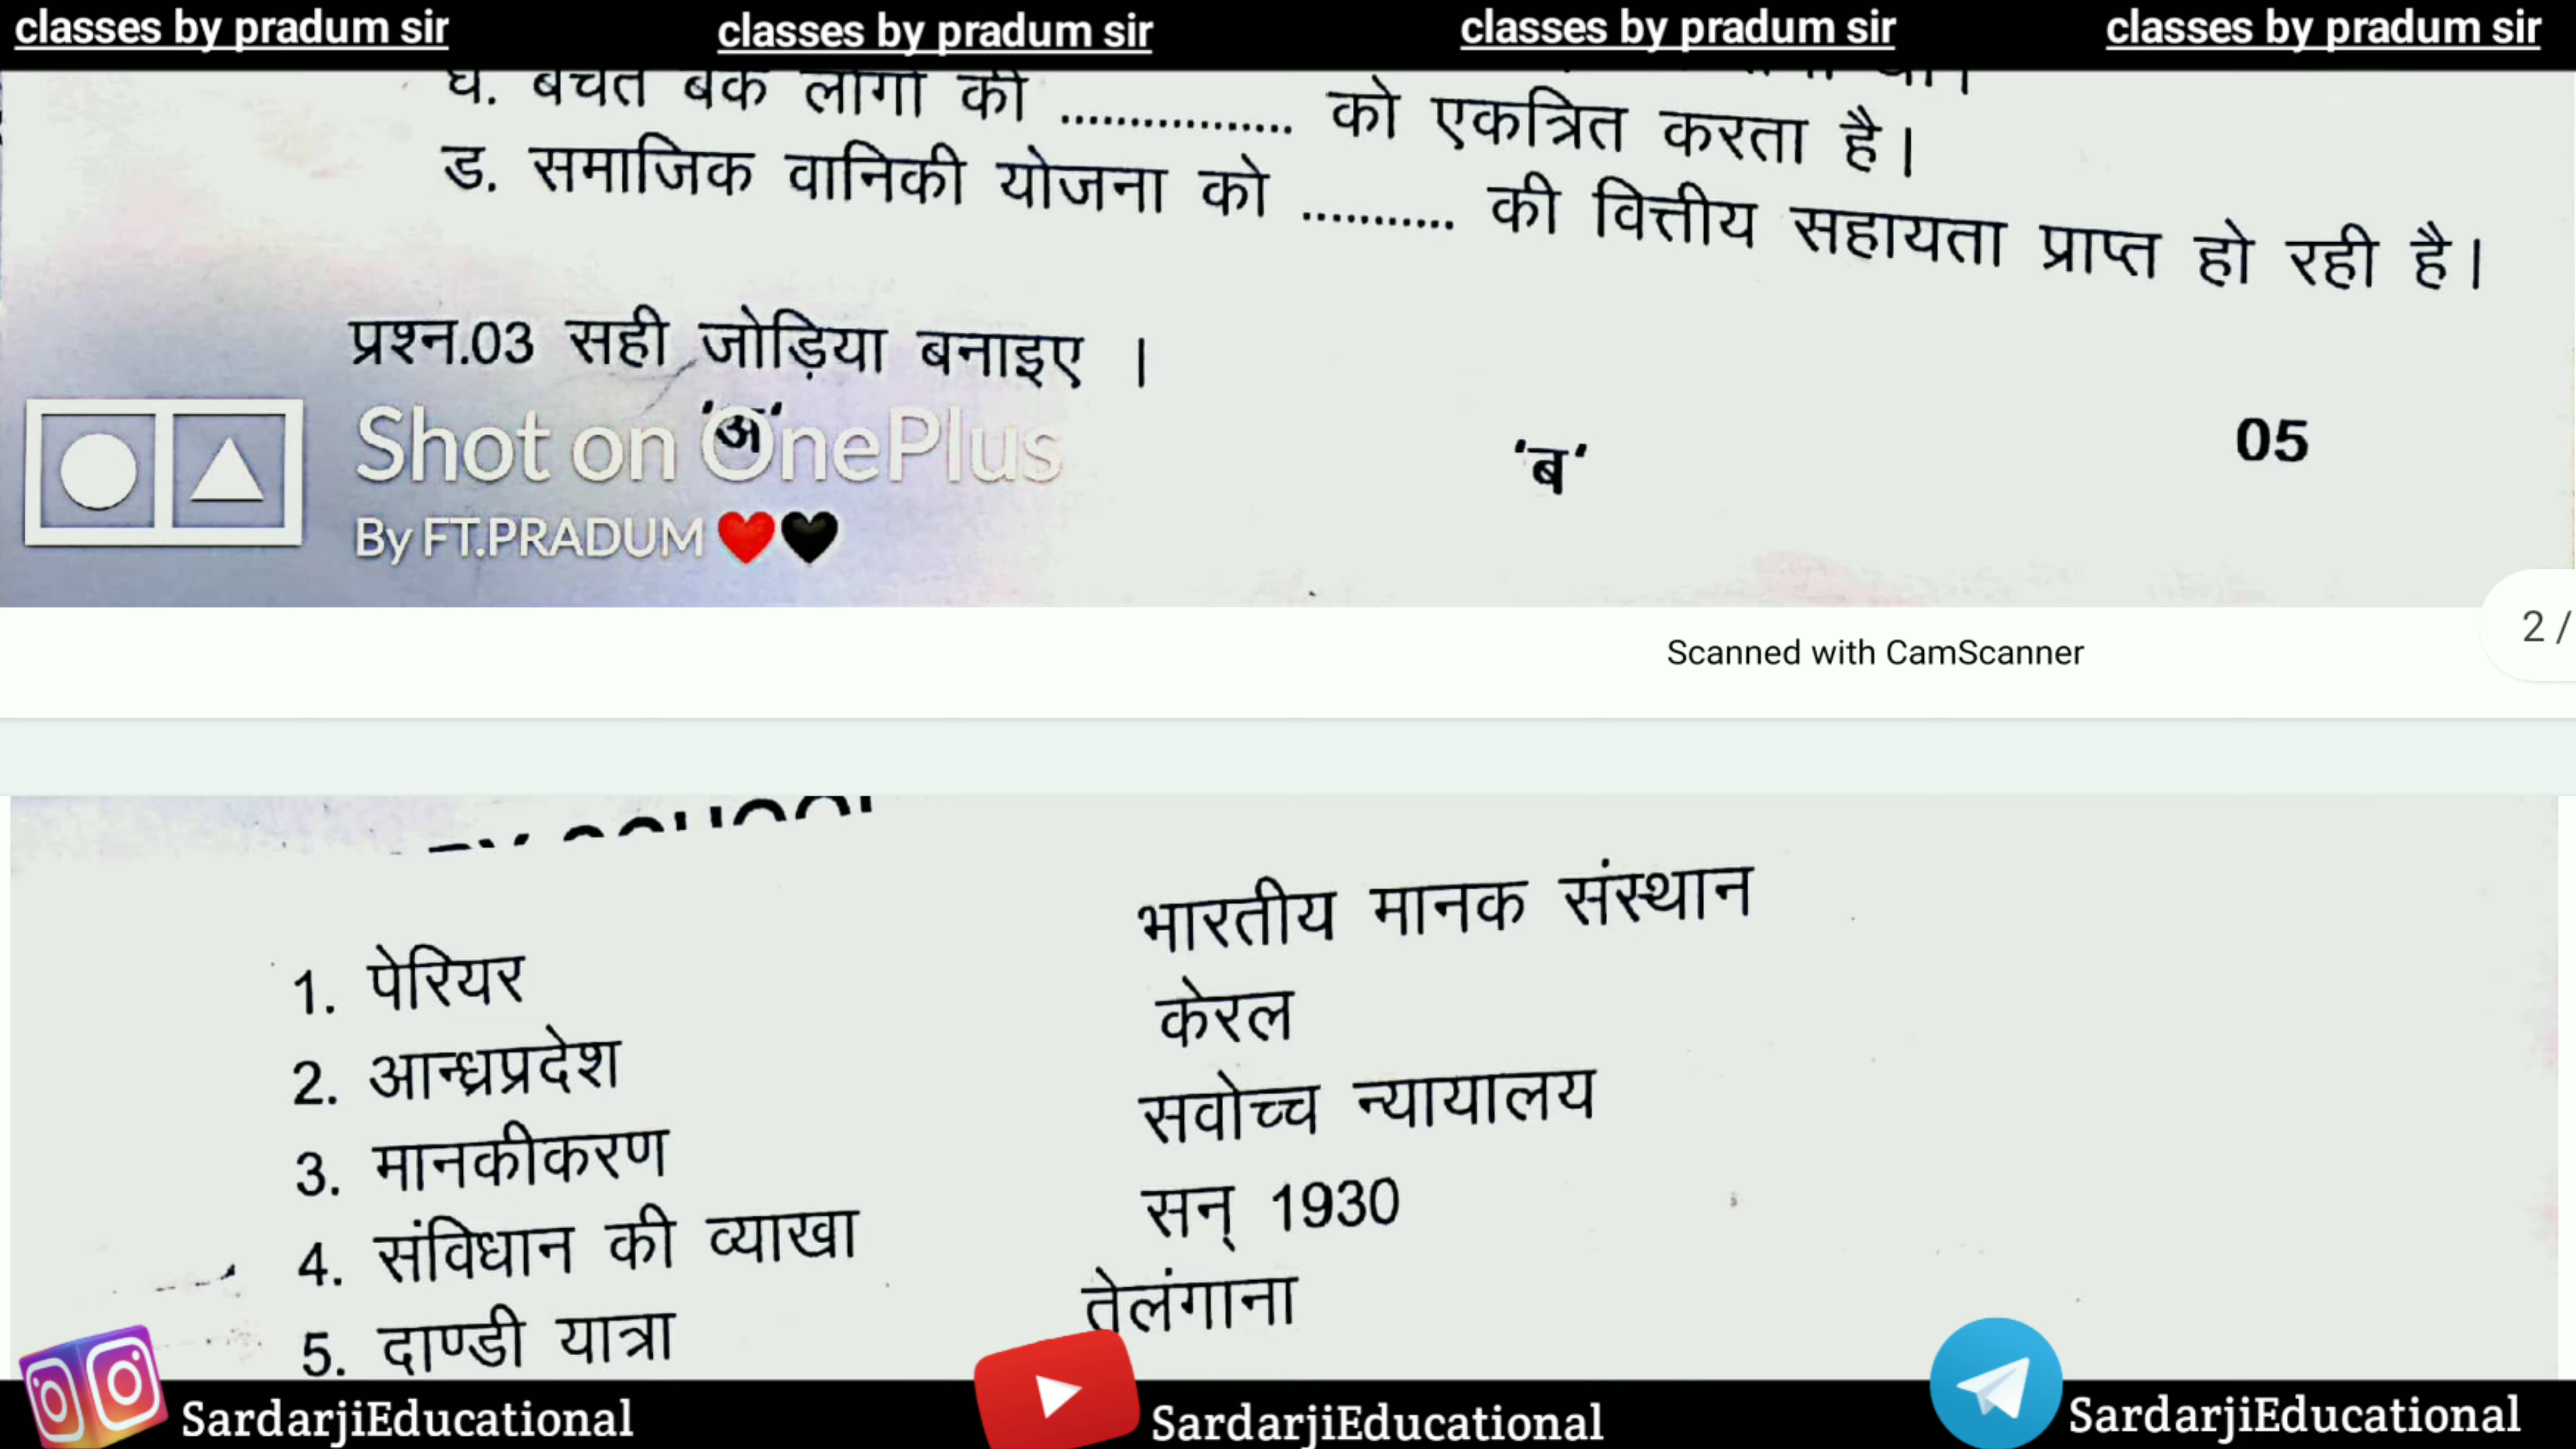 classes by pradum sir classes by pradum sir classes by pradum sir classes by pradum sir
घ. बचत बैंक लोगों की ................. को एकत्रित करता है।
ड. समाजिक वानिकी योजना को ........... की वित्तीय सहायता प्राप्त हो रही है।
प्रश्न.03 सही जोड़िया बनाइए ।
'अ' 'ब' 05
Shot on OnePlus
By FT.PRADUM
2 /
Scanned with CamScanner
भारतीय मानक संस्थान
1. पेरियर केरल
2. आन्ध्रप्रदेश सवोच्च न्यायालय
3. मानकीकरण सन् 1930
4. संविधान की व्याखा तेलंगाना
5. दाण्डी यात्रा
SardarjiEducational SardarjiEducational SardarjiEducational